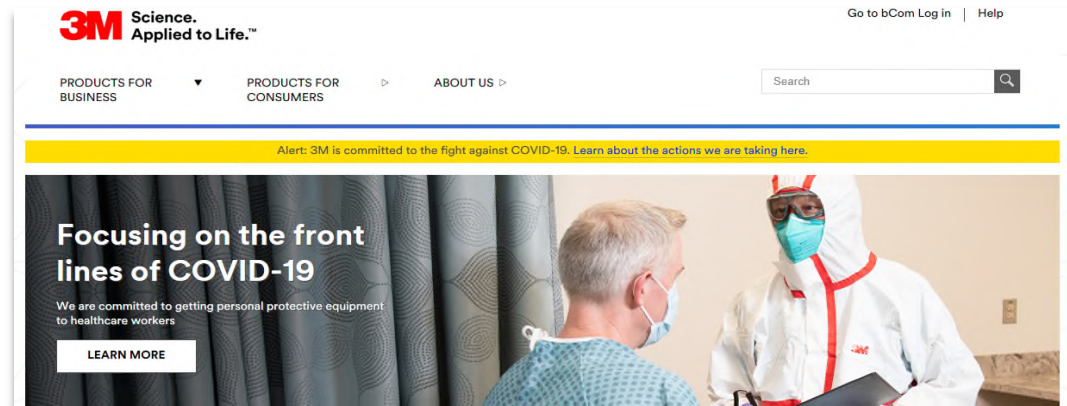 3M Science.
Applied to Life.™
Go to bCom Log in | Help
PRODUCTS FOR
BUSINESS
PRODUCTS FOR
CONSUMERS
ABOUT US
Search
Alert: 3M is committed to the fight against COVID-19. Learn about the actions we are taking here.
Focusing on the front
lines of COVID-19
We are committed to getting personal protective equipment
to healthcare workers
LEARN MORE
3M